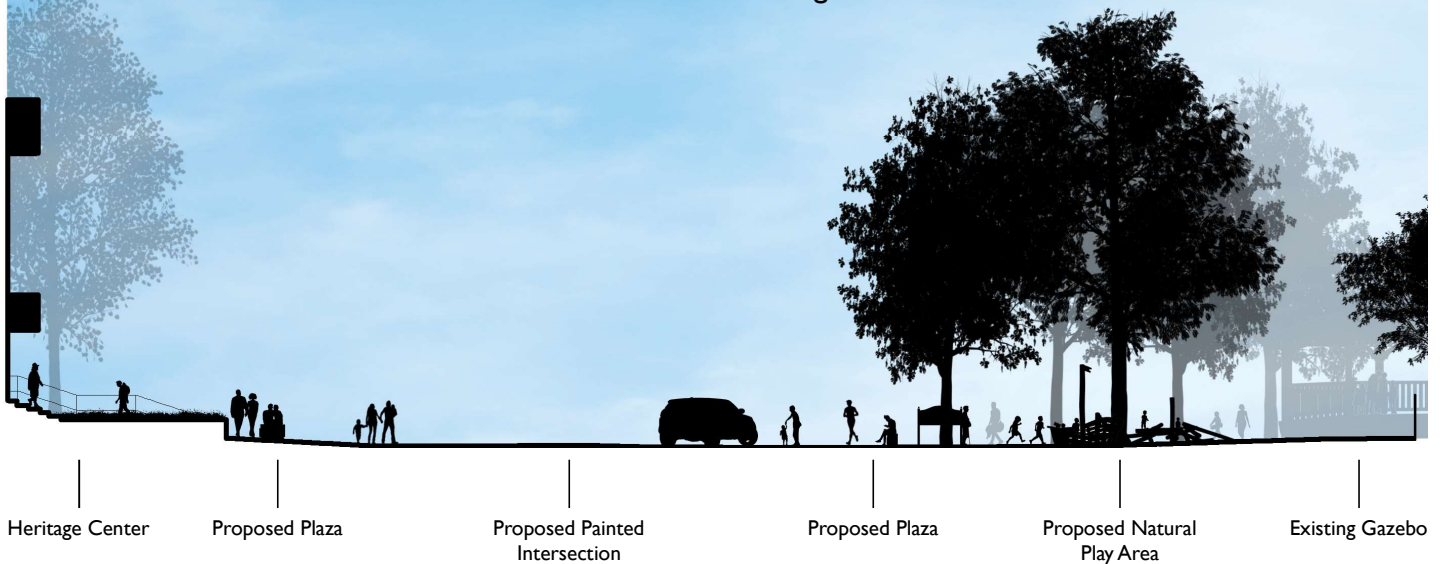 Heritage Center
Proposed Plaza
Proposed Painted
Intersection
Proposed Plaza
Proposed Natural
Play Area
Existing Gazebo